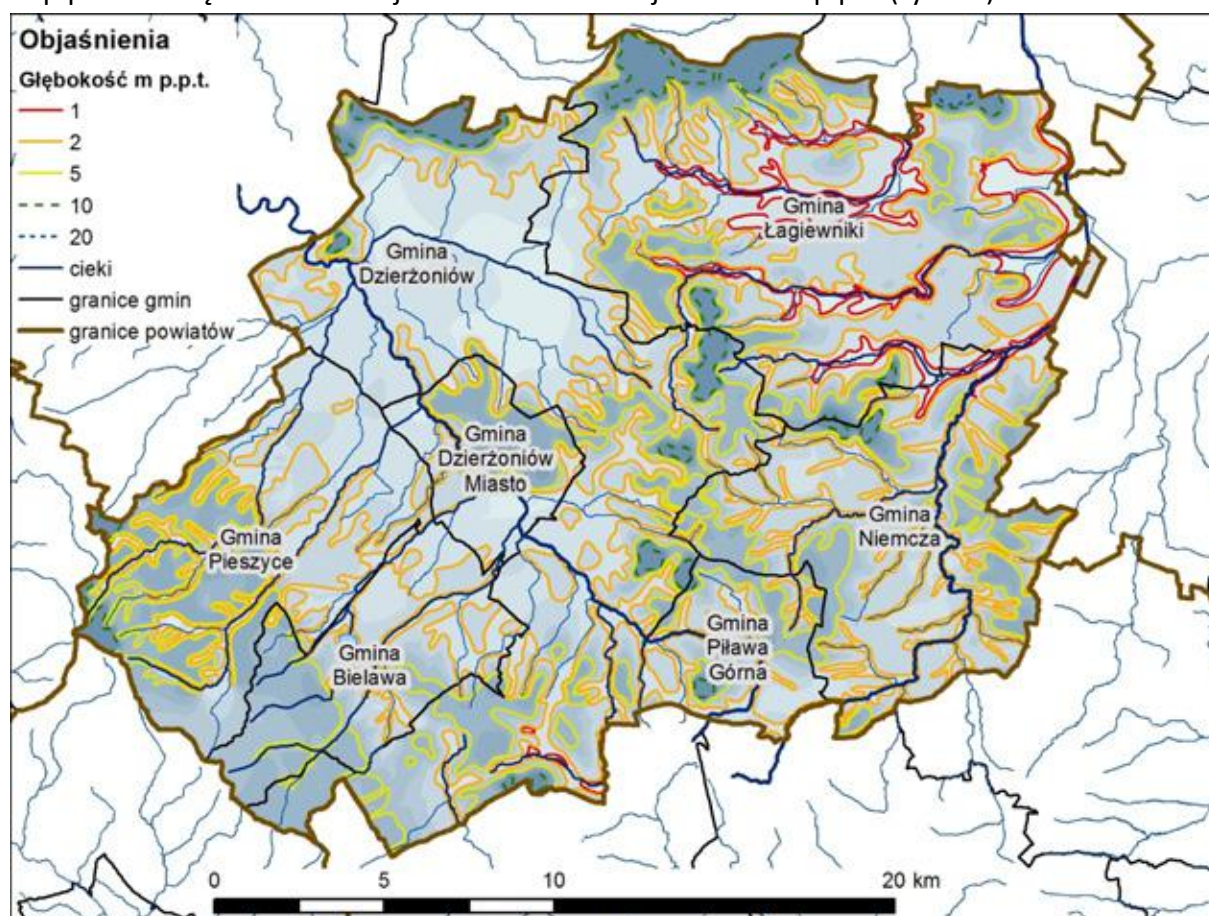 Objaśnienia
Głębokość m p.p.t.
1
2
5
10
20
cieki
granice gmin
granice powiatów
Gmina
Łagiewniki
Gmina
Dzierżoniów
Gmina
Dzierżoniów
Miasto
Gmina
Niemcza
Gmina
Pieszyce
Gmina
Piława
Górna
Gmina
Bielawa
0 5 10 20 km